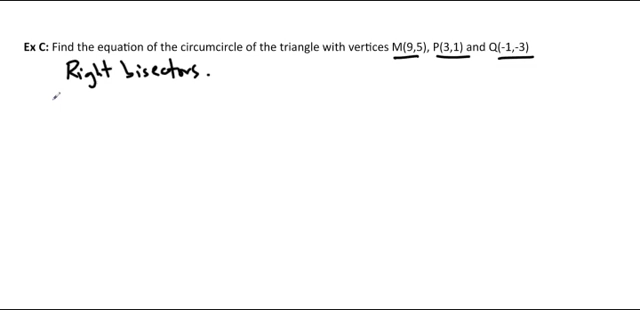 Ex C: Find the equation of the circumcircle of the triangle with vertices M(9,5), P(3,1) and Q(-1,-3)
Right bisectors.